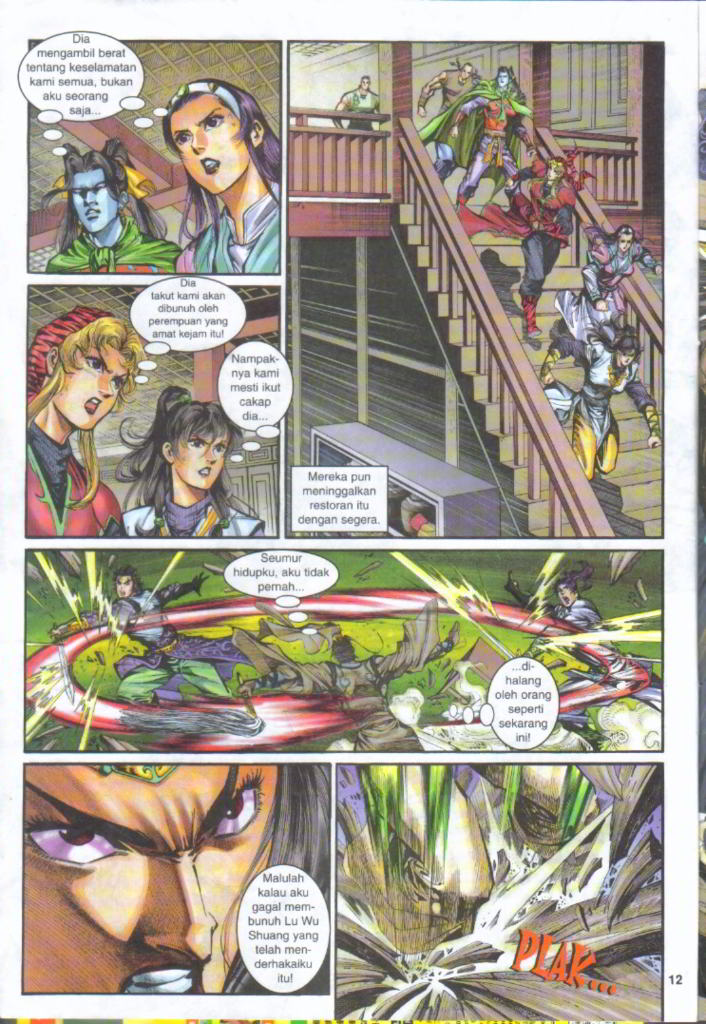 Dia
mengambil berat
tentang keselamatan
kami semua, bukan
aku seorang
saja...
Dia
takut kami akan
dibunuh oleh
perempuan yang
amat kejam itu!
Nampak-
nya kami
mesti ikut
cakap
dia...
Mereka pun
meninggalkan
restoran itu
dengan segera.
Seumur
hidupku, aku tidak
pernah...
...di-
halang
oleh orang
seperti
sekarang
ini!
Malulah
kalau aku
gagal mem-
bunuh Lu Wu
Shuang yang
telah men-
derhakaiku
itu!
PLAK...
12